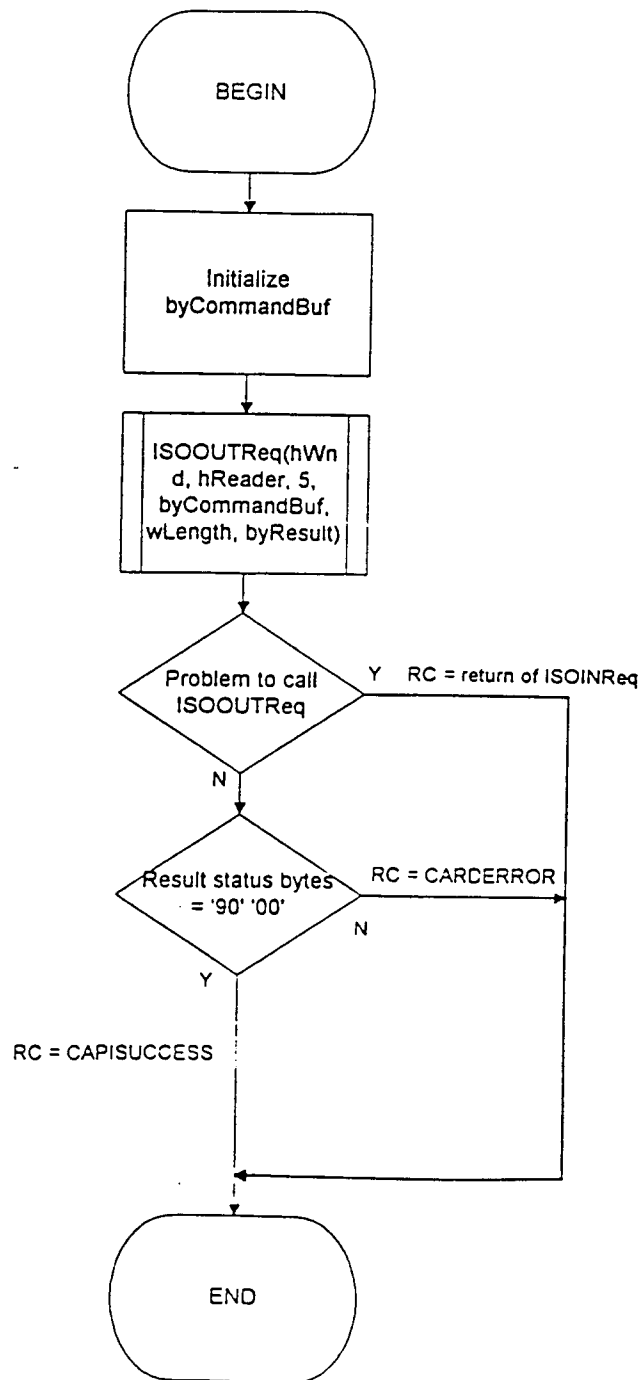 BEGIN
Initialize
byCommandBuf
ISOOUTReq(hWn
d, hReader, 5,
byCommandBuf,
wLength, byResult)
Problem to call
ISOOUTReq
Y RC = return of ISOINReq
N
Result status bytes
= '90' '00'
RC = CARDERROR
N
Y
RC = CAPISUCCESS
END